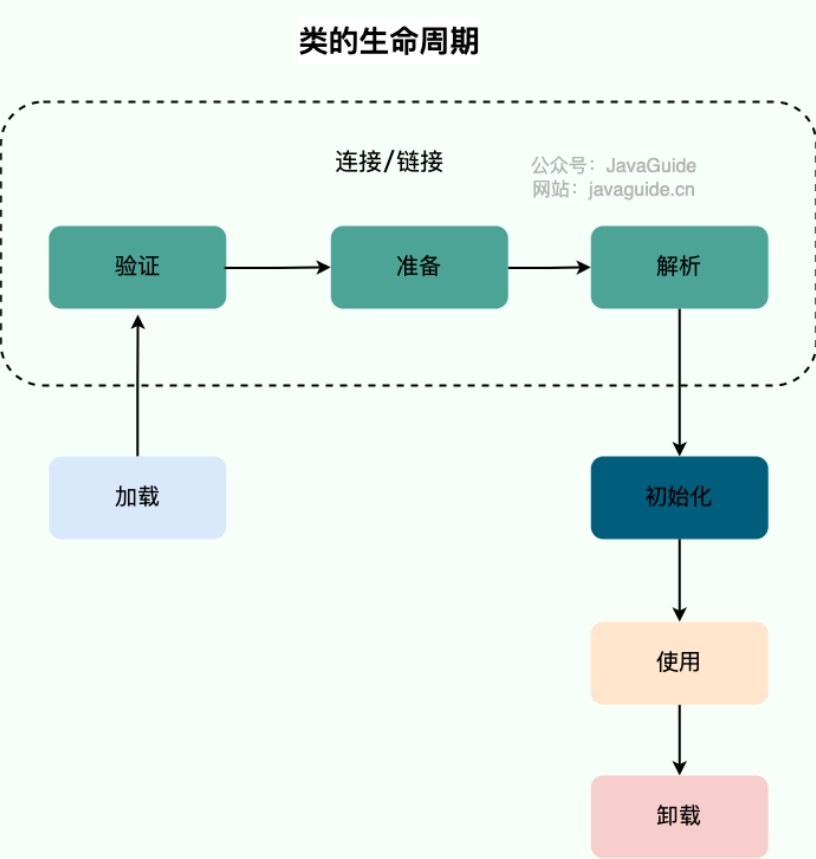 类的生命周期
连接/链接
公众号：JavaGuide
网站：javaguide.cn
验证
准备
解析
加载
初始化
使用
卸载